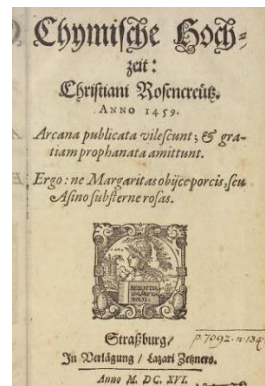 Chymische Hoch-
zeit:
Christiani Rosencreütz.
ANNO 1459.
Arcana publicata vilescunt; & gra-
tiam prophanata amittunt.
Ergo: ne Margaritas obijce porcis, seu
Asino substerne rosas.
Straßburg/
In Verlägung / Lazari Zetzners.
Anno M. DC. XVI.